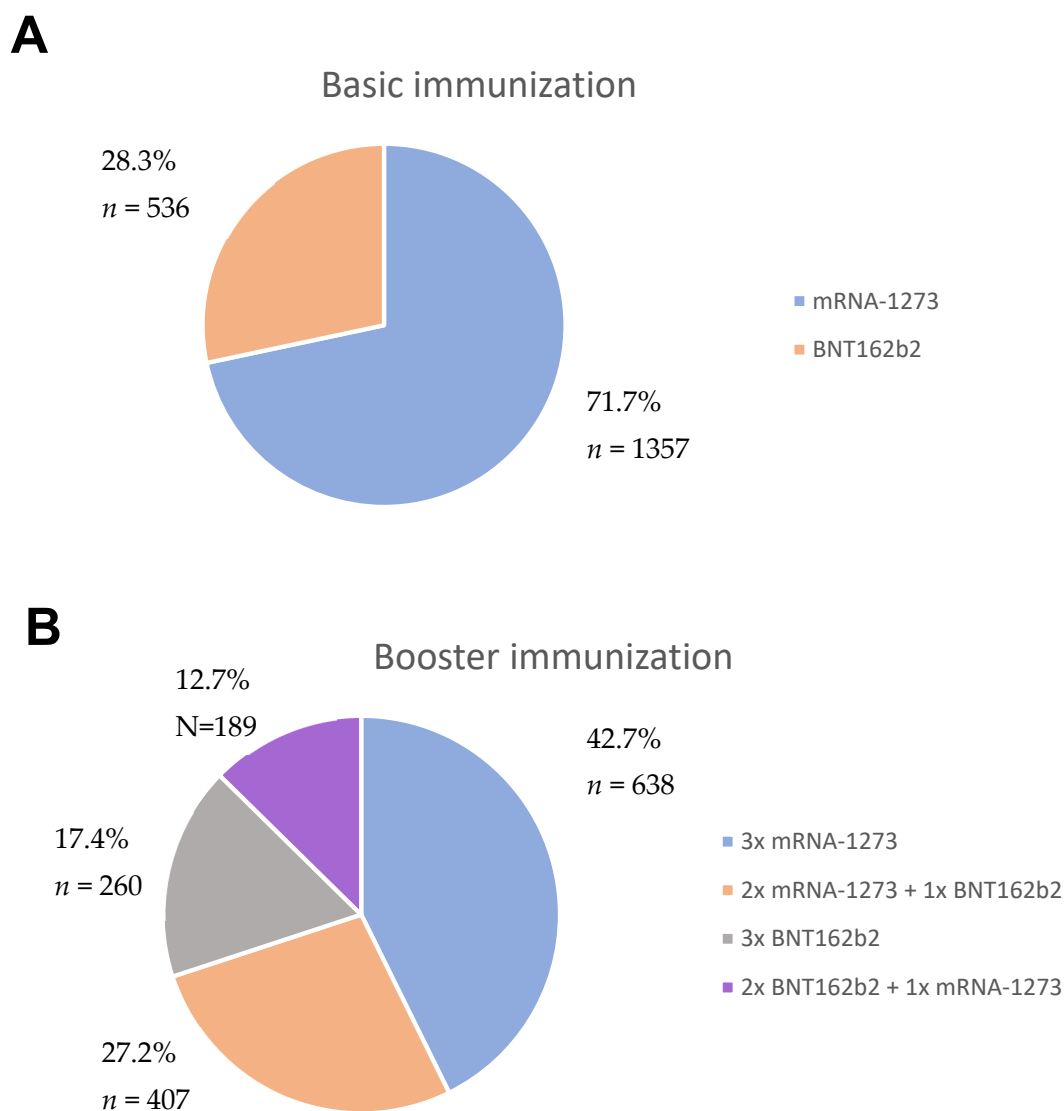 A
Basic immunization
28.3%
n = 536
mRNA-1273
BNT162b2
71.7%
n = 1357
B
Booster immunization
12.7%
N=189
42.7%
n = 638
17.4%
n = 260
3x mRNA-1273
2x mRNA-1273 + 1x BNT162b2
3x BNT162b2
2x BNT162b2 + 1x mRNA-1273
27.2%
n = 407